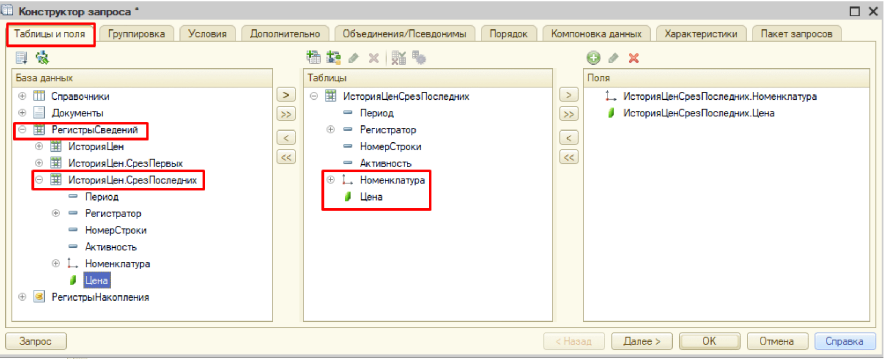 Конструктор запроса *
Таблицы и поля Группировка Условия Дополнительно Объединения/Псевдонимы Порядок Компоновка данных Характеристики Пакет запросов
База данных
Справочники
Документы
РегистрыСведений
ИсторияЦен
ИсторияЦен.СрезПервых
ИсторияЦен.СрезПоследних
Период
Регистратор
НомерСтроки
Активность
Номенклатура
Цена
РегистрыНакопления
>
>>
<
<<
Таблицы
ИсторияЦенСрезПоследних
Период
Регистратор
НомерСтроки
Активность
Номенклатура
Цена
>
>>
<
<<
Поля
ИсторияЦенСрезПоследних.Номенклатура
ИсторияЦенСрезПоследних.Цена
Запрос < Назад Далее > ОК Отмена Справка